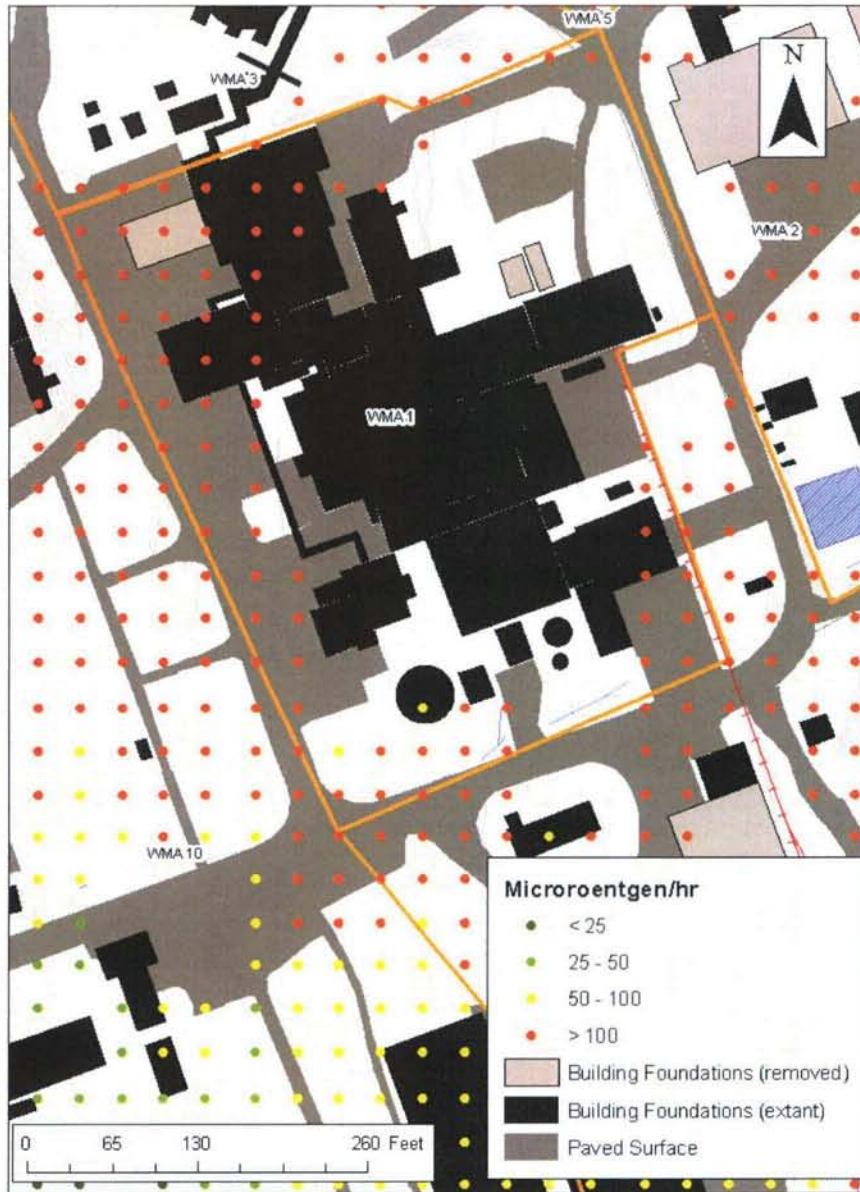 WMA 5
N
WMA 3
WMA 2
WMA 1
WMA 10
Microroentgen/hr
< 25
25 - 50
50 - 100
> 100
Building Foundations (removed)
Building Foundations (extant)
Paved Surface
0 65 130 260 Feet